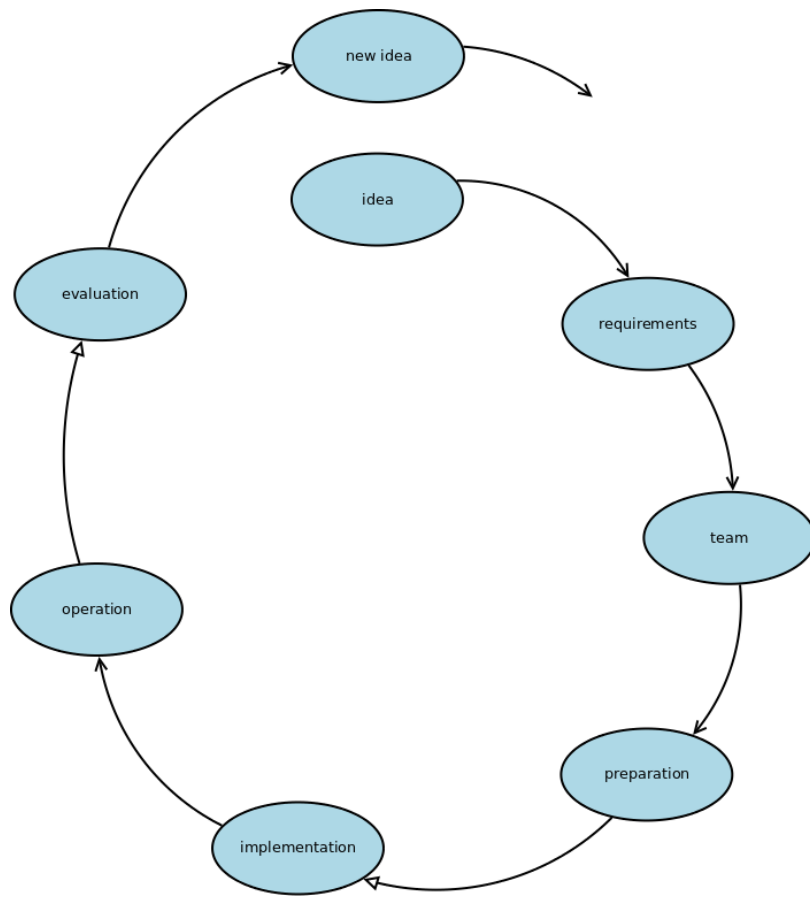 new idea
idea
requirements
team
preparation
implementation
operation
evaluation